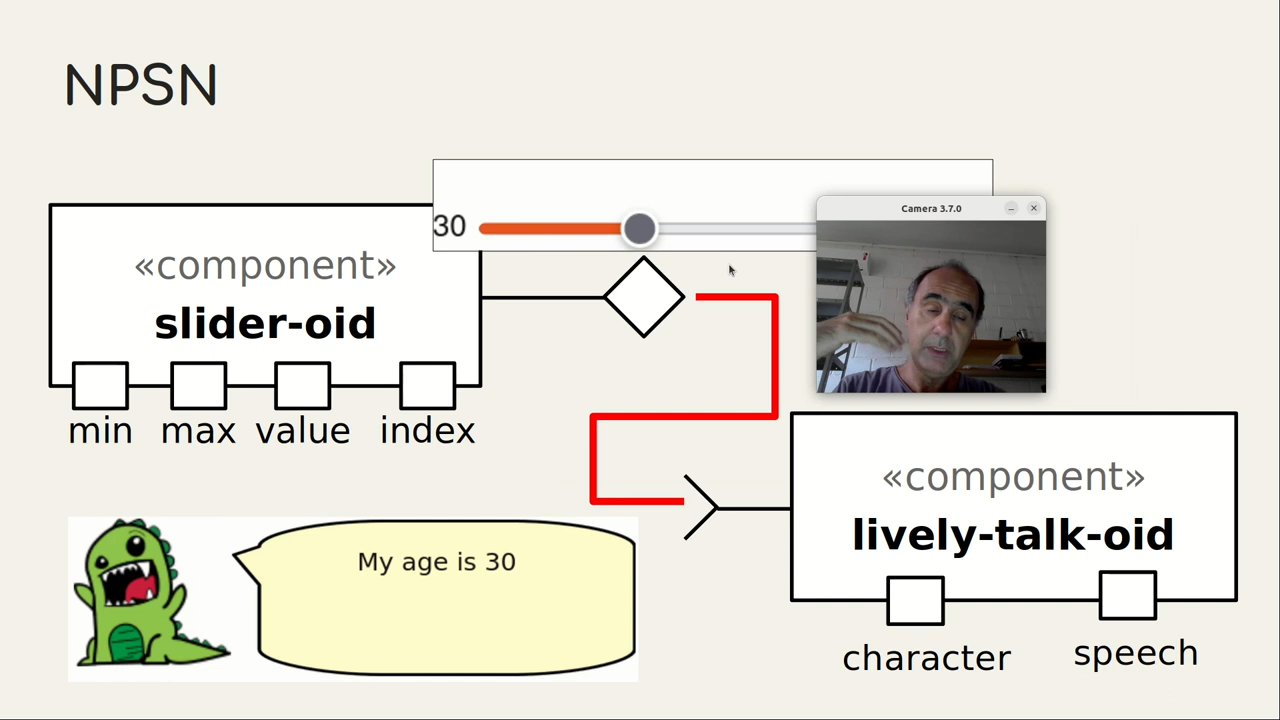 NPSN
30
Camera 3.7.0
«component»
slider-oid
min max value index
«component»
lively-talk-oid
My age is 30
character speech